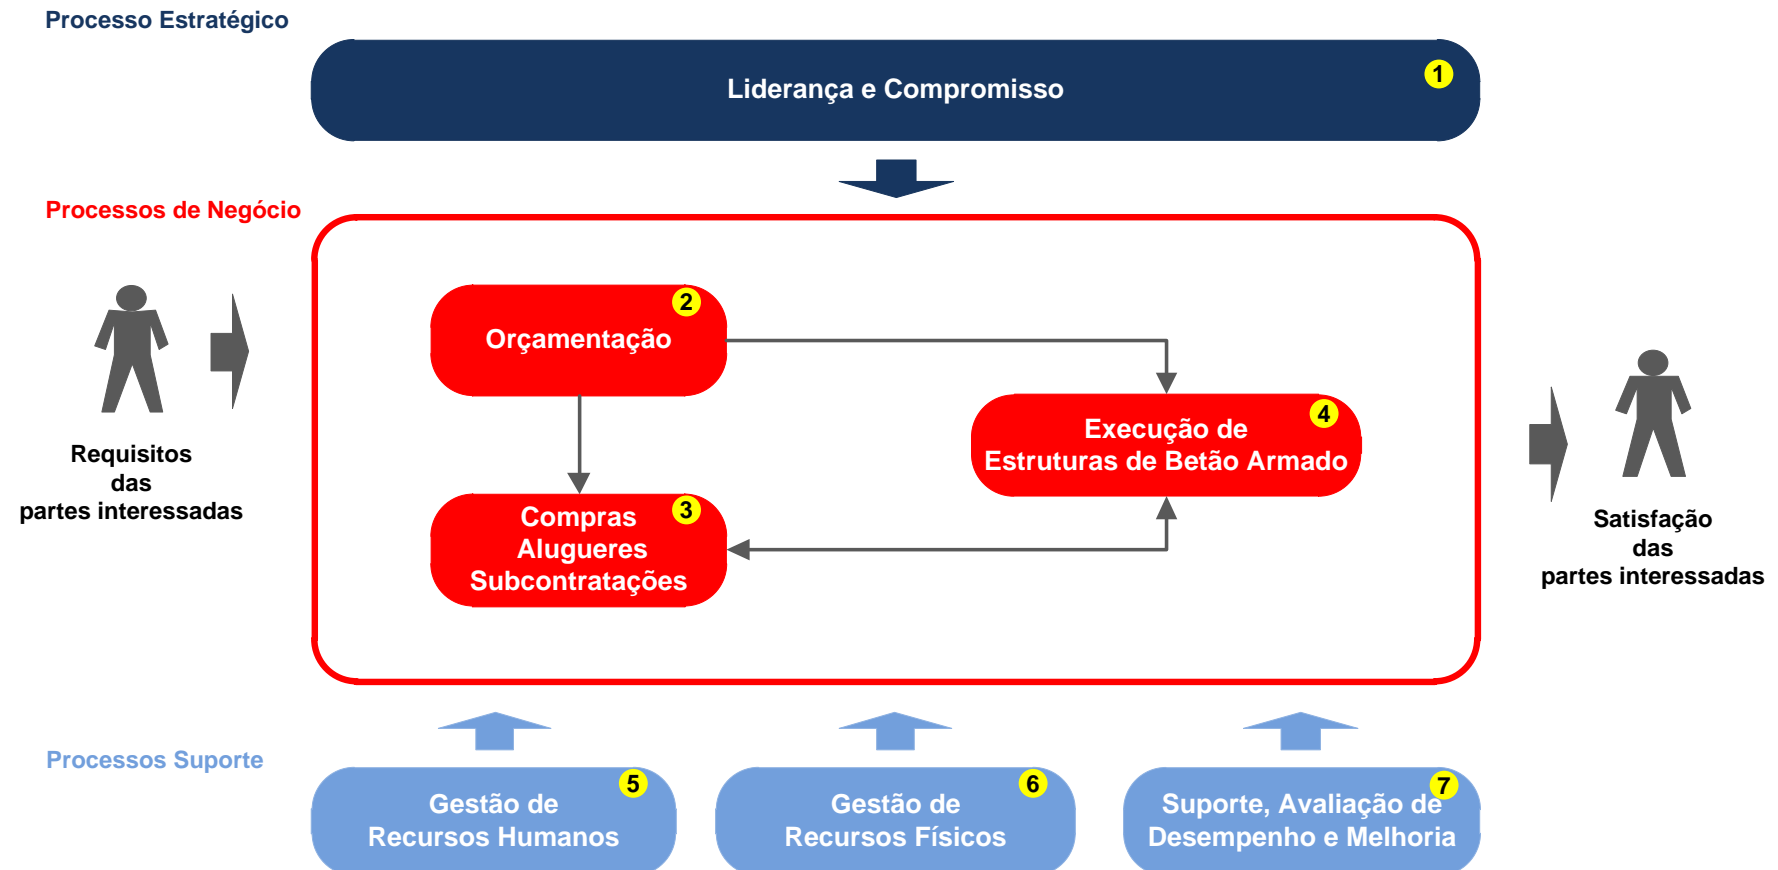 Processo Estratégico
Liderança e Compromisso
1
Processos de Negócio
2
Orçamentação
4
Execução de
Estruturas de Betão Armado
3
Compras
Alugueres
Subcontratações
Requisitos
das
partes interessadas
Satisfação
das
partes interessadas
Processos Suporte
5
Gestão de
Recursos Humanos
6
Gestão de
Recursos Físicos
7
Suporte, Avaliação de
Desempenho e Melhoria